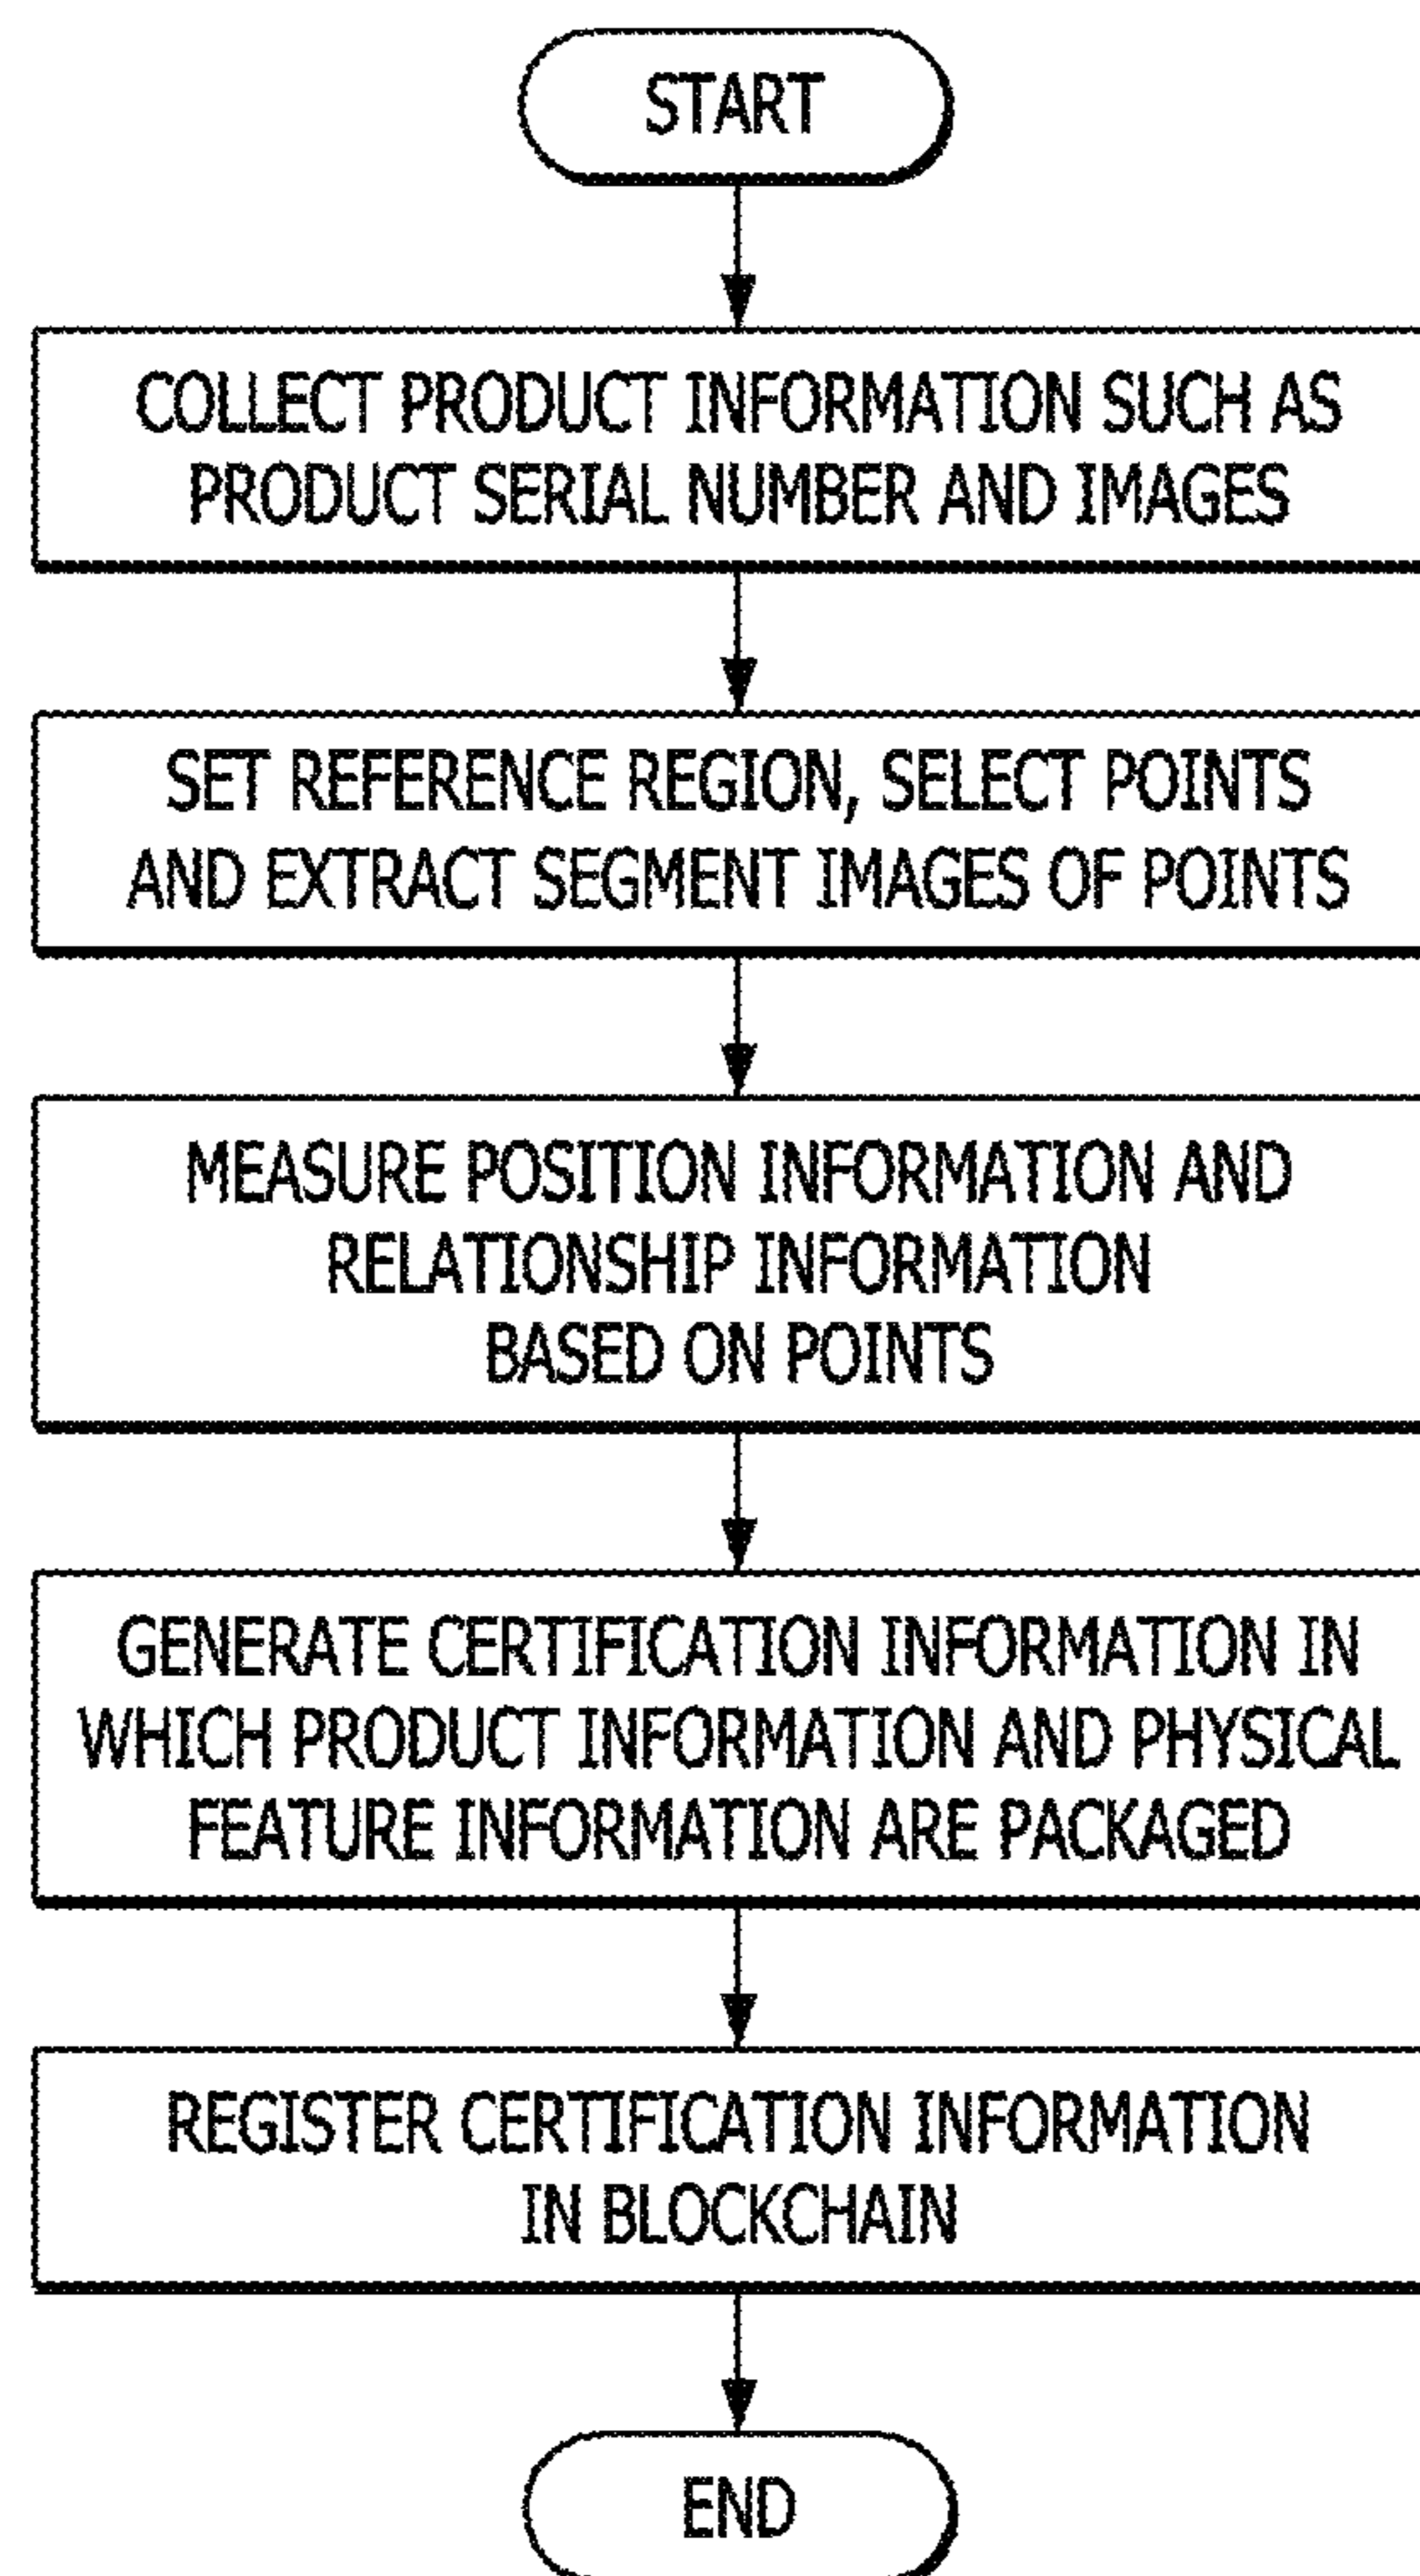 START
COLLECT PRODUCT INFORMATION SUCH AS
PRODUCT SERIAL NUMBER AND IMAGES
SET REFERENCE REGION, SELECT POINTS
AND EXTRACT SEGMENT IMAGES OF POINTS
MEASURE POSITION INFORMATION AND
RELATIONSHIP INFORMATION
BASED ON POINTS
GENERATE CERTIFICATION INFORMATION IN
WHICH PRODUCT INFORMATION AND PHYSICAL
FEATURE INFORMATION ARE PACKAGED
REGISTER CERTIFICATION INFORMATION
IN BLOCKCHAIN
END